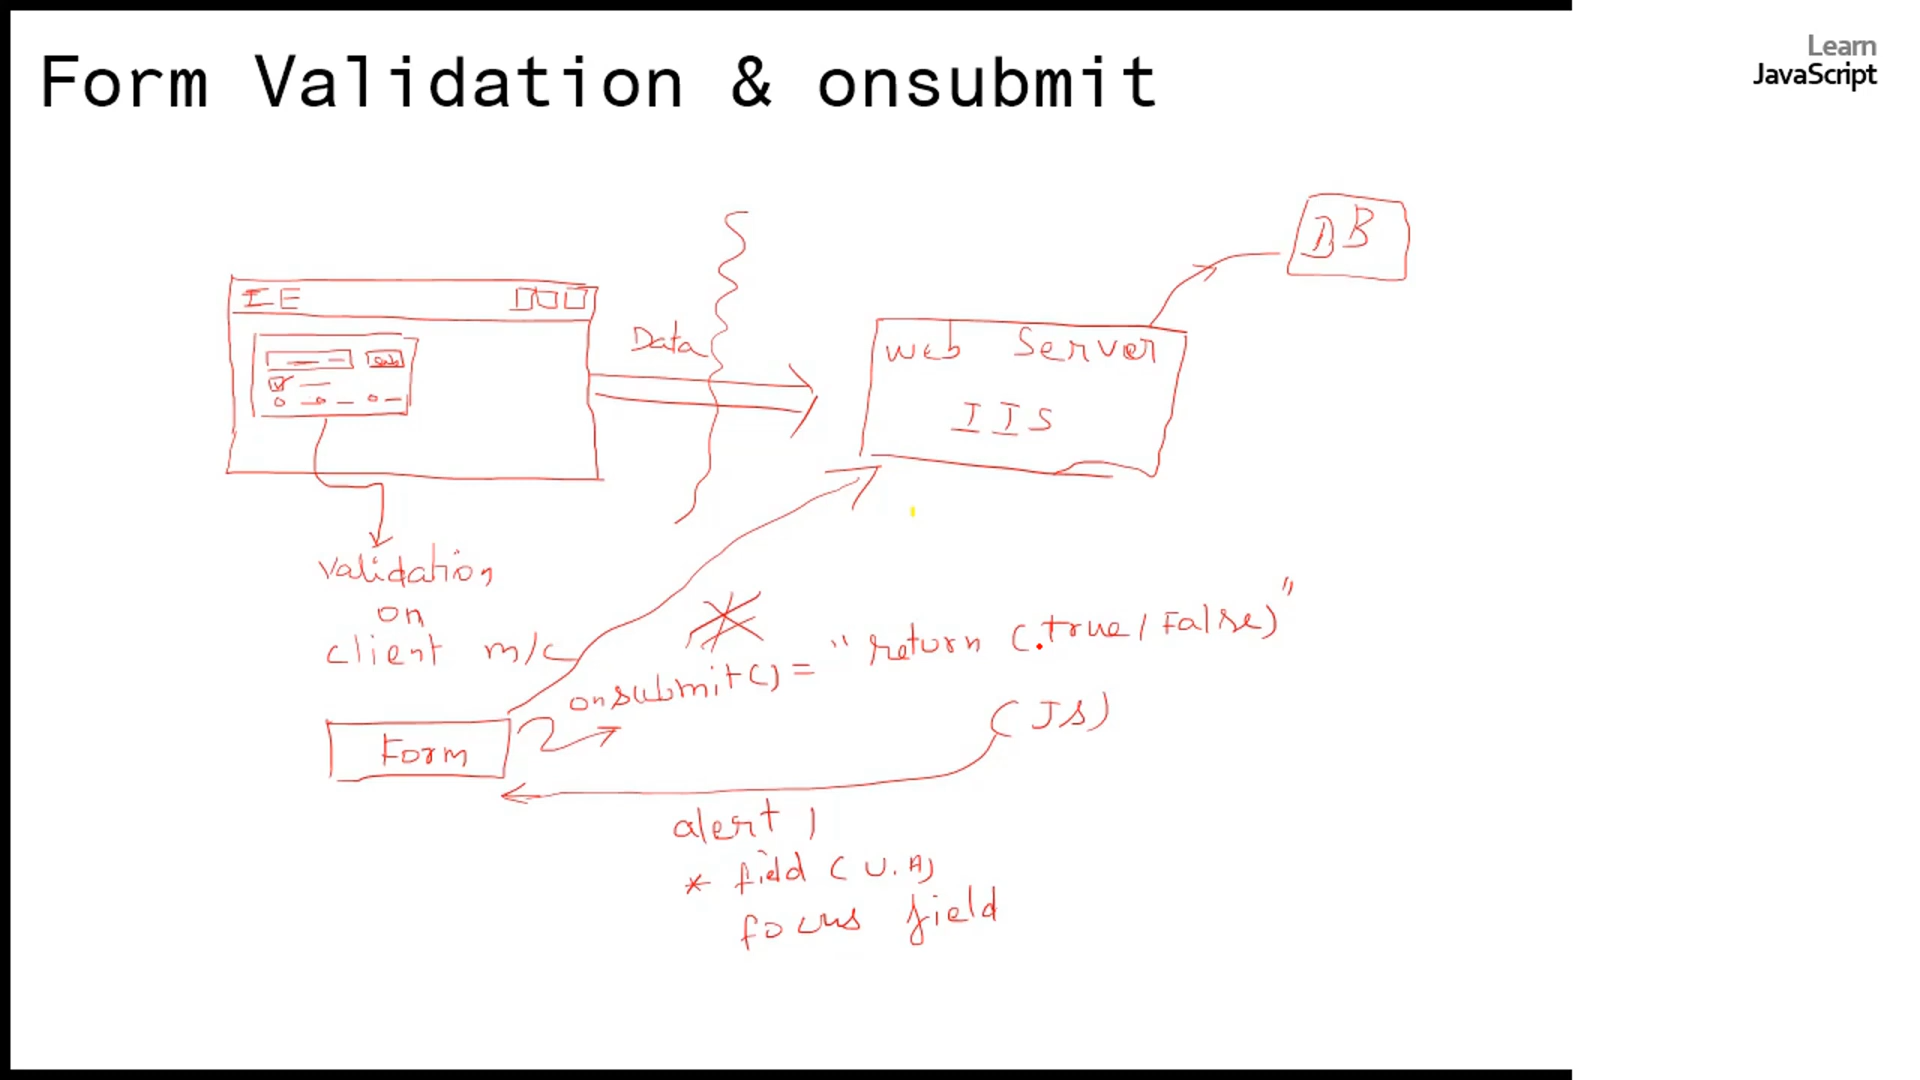 Form Validation & onsubmit
Learn
JavaScript
DB
IE
Data
Web Server
IIS
Validation
on
client m/c
onsubmit() = "return (.true/False)"
(JS)
Form
alert,
* field (U.A)
focus field